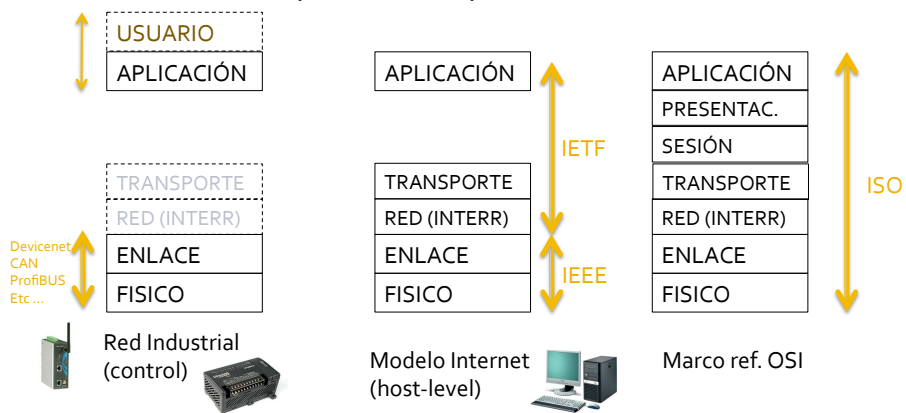 USUARIO
APLICACIÓN
TRANSPORTE
RED (INTERR)
ENLACE
FISICO
Devicenet
CAN
ProfiBUS
Etc ...
Red Industrial
(control)
APLICACIÓN
TRANSPORTE
RED (INTERR)
ENLACE
FISICO
IETF
IEEE
Modelo Internet
(host-level)
APLICACIÓN
PRESENTAC.
SESIÓN
TRANSPORTE
RED (INTERR)
ENLACE
FISICO
ISO
Marco ref. OSI